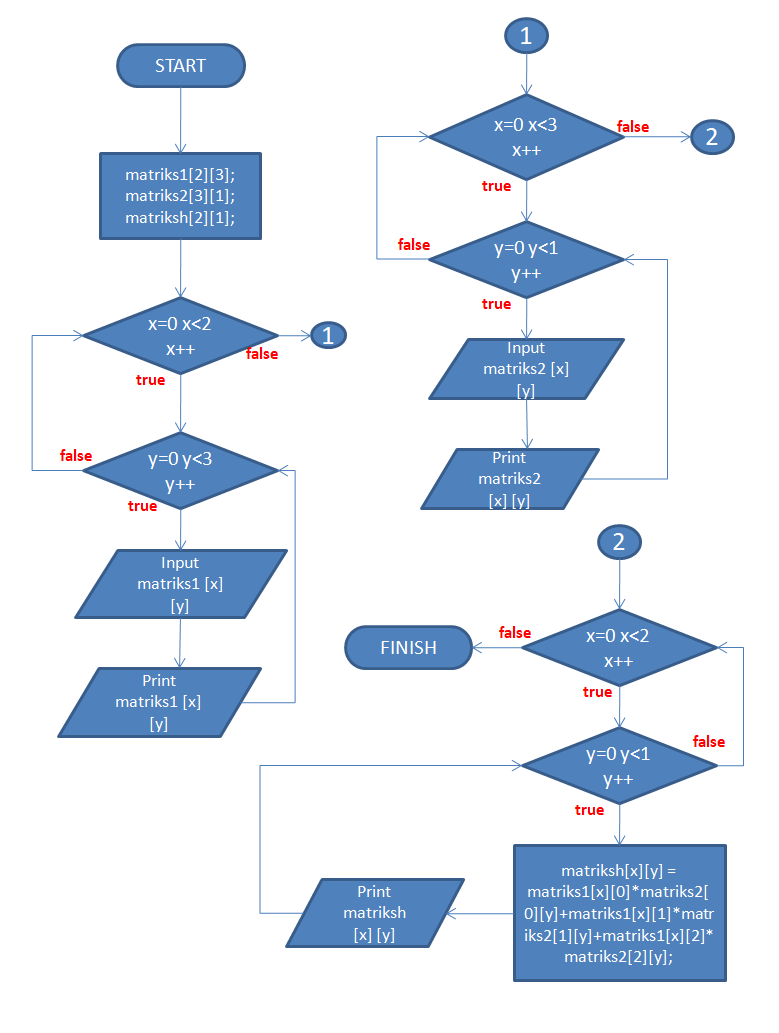 START
matriks1[2][3];
matriks2[3][1];
matriksh[2][1];
x=0 x<2
x++
false
1
true
y=0 y<3
y++
false
true
Input
matriks1 [x]
[y]
Print
matriks1 [x]
[y]
1
x=0 x<3
x++
false
2
true
y=0 y<1
y++
false
true
Input
matriks2 [x]
[y]
Print
matriks2
[x] [y]
2
x=0 x<2
x++
false
FINISH
true
y=0 y<1
y++
false
true
matriksh[x][y] =
matriks1[x][0]*matriks2[
0][y]+matriks1[x][1]*matr
iks2[1][y]+matriks1[x][2]*
matriks2[2][y];
Print
matriksh
[x] [y]